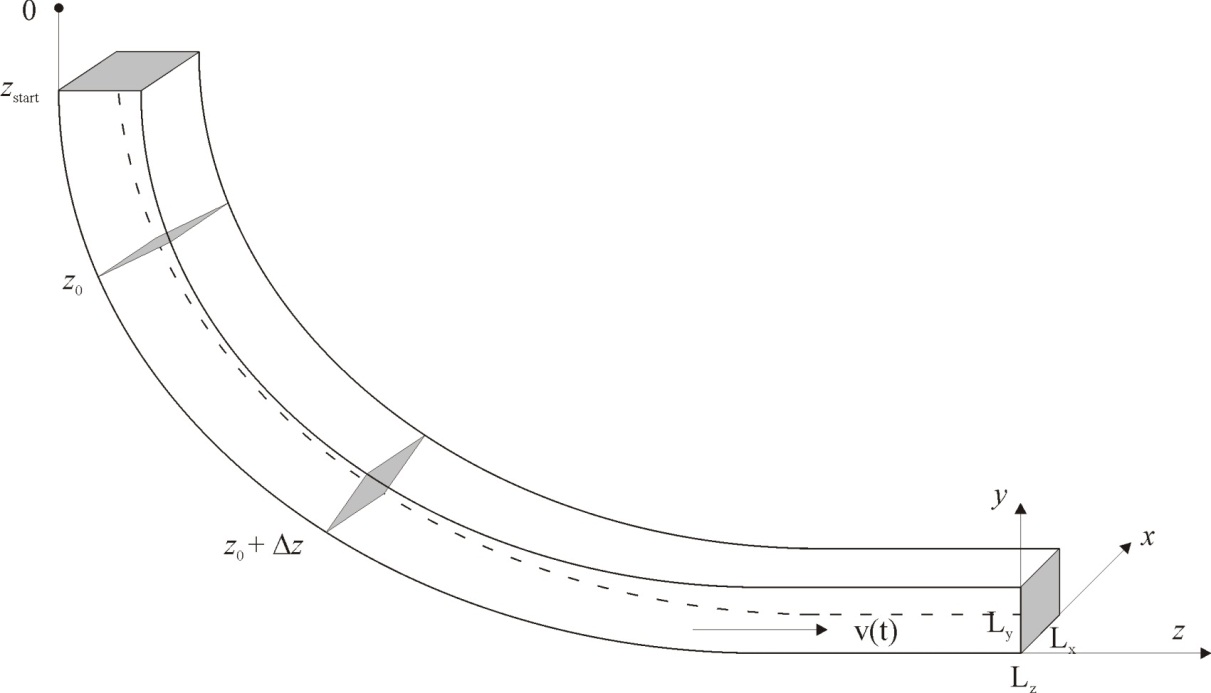 0
z_start
z_0
z_0 + Δz
y
x
L_y
v(t)
L_x
z
L_z